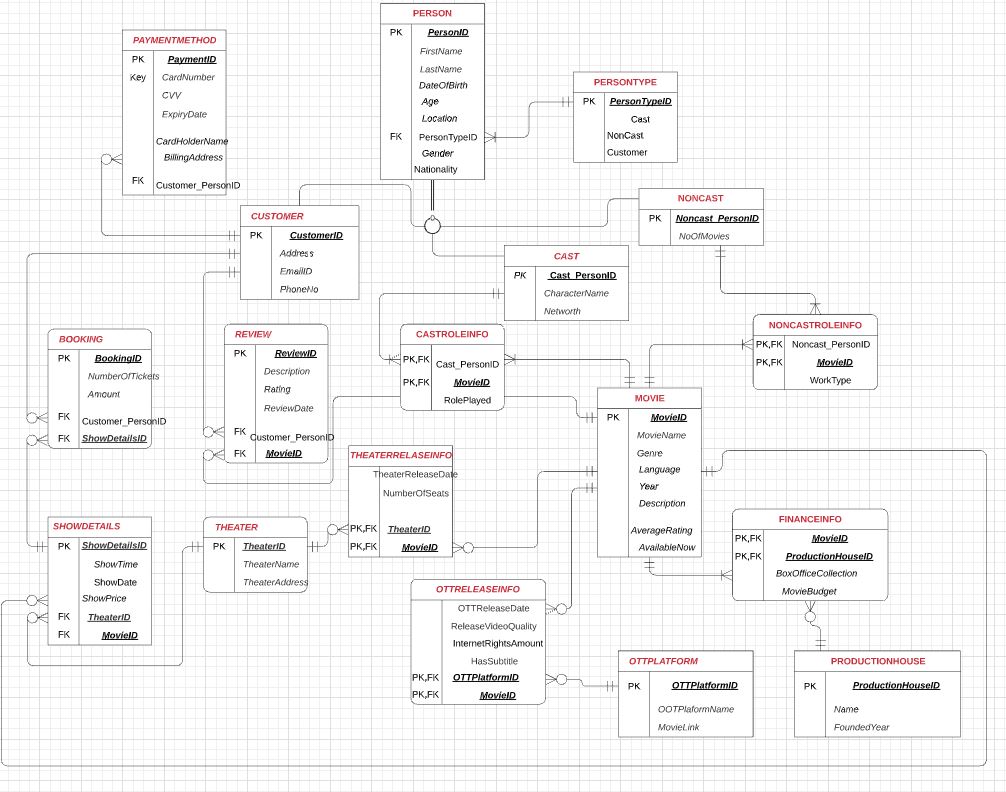 PERSON
PK PersonID
FirstName
LastName
DateOfBirth
Age
Location
FK PersonTypeID
Gender
Nationality
PAYMENTMETHOD
PK PaymentID
Key CardNumber
CVV
ExpiryDate
CardHolderName
BillingAddress
FK Customer_PersonID
PERSONTYPE
PK PersonTypeID
Cast
NonCast
Customer
NONCAST
PK Noncast_PersonID
NoOfMovies
CUSTOMER
PK CustomerID
Address
EmailID
PhoneNo
CAST
PK Cast_PersonID
CharacterName
Networth
BOOKING
PK BookingID
NumberOfTickets
Amount
FK Customer_PersonID
FK ShowDetailsID
REVIEW
PK ReviewID
Description
Rating
ReviewDate
FK Customer_PersonID
FK MovieID
CASTROLEINFO
PK,FK Cast_PersonID
PK,FK MovieID
RolePlayed
NONCASTROLEINFO
PK,FK Noncast_PersonID
PK,FK MovieID
WorkType
MOVIE
PK MovieID
MovieName
Genre
Language
Year
Description
AverageRating
AvailableNow
THEATERRELASEINFO
TheaterReleaseDate
NumberOfSeats
PK,FK TheaterID
PK,FK MovieID
SHOWDETAILS
PK ShowDetailsID
ShowTime
ShowDate
ShowPrice
FK TheaterID
FK MovieID
THEATER
PK TheaterID
TheaterName
TheaterAddress
FINANCEINFO
PK,FK MovieID
PK,FK ProductionHouseID
BoxOfficeCollection
MovieBudget
OTTRELEASEINFO
OTTReleaseDate
ReleaseVideoQuality
InternetRightsAmount
HasSubtitle
PK,FK OTTPlatformID
PK,FK MovieID
OTTPLATFORM
PK OTTPlatformID
OOTPlaformName
MovieLink
PRODUCTIONHOUSE
PK ProductionHouseID
Name
FoundedYear